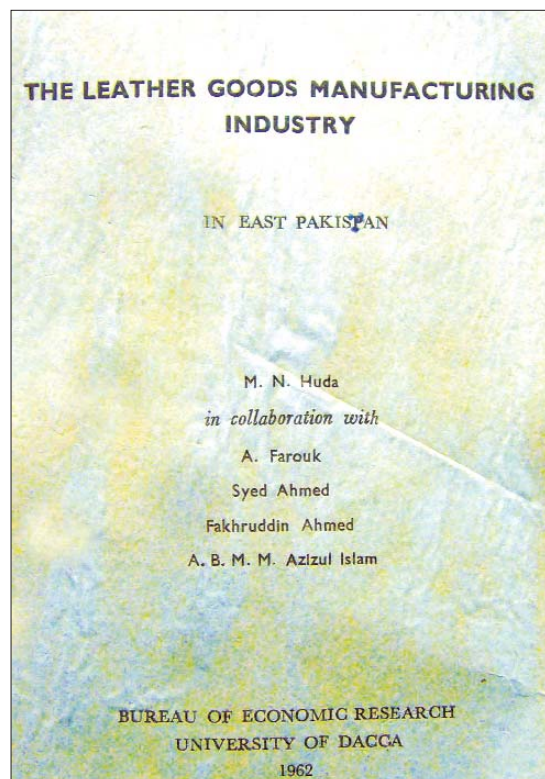 THE LEATHER GOODS MANUFACTURING
INDUSTRY
IN EAST PAKISTAN
M. N. Huda
in collaboration with
A. Farouk
Syed Ahmed
Fakhruddin Ahmed
A. B. M. M. Azizul Islam
BUREAU OF ECONOMIC RESEARCH
UNIVERSITY OF DACCA
1962